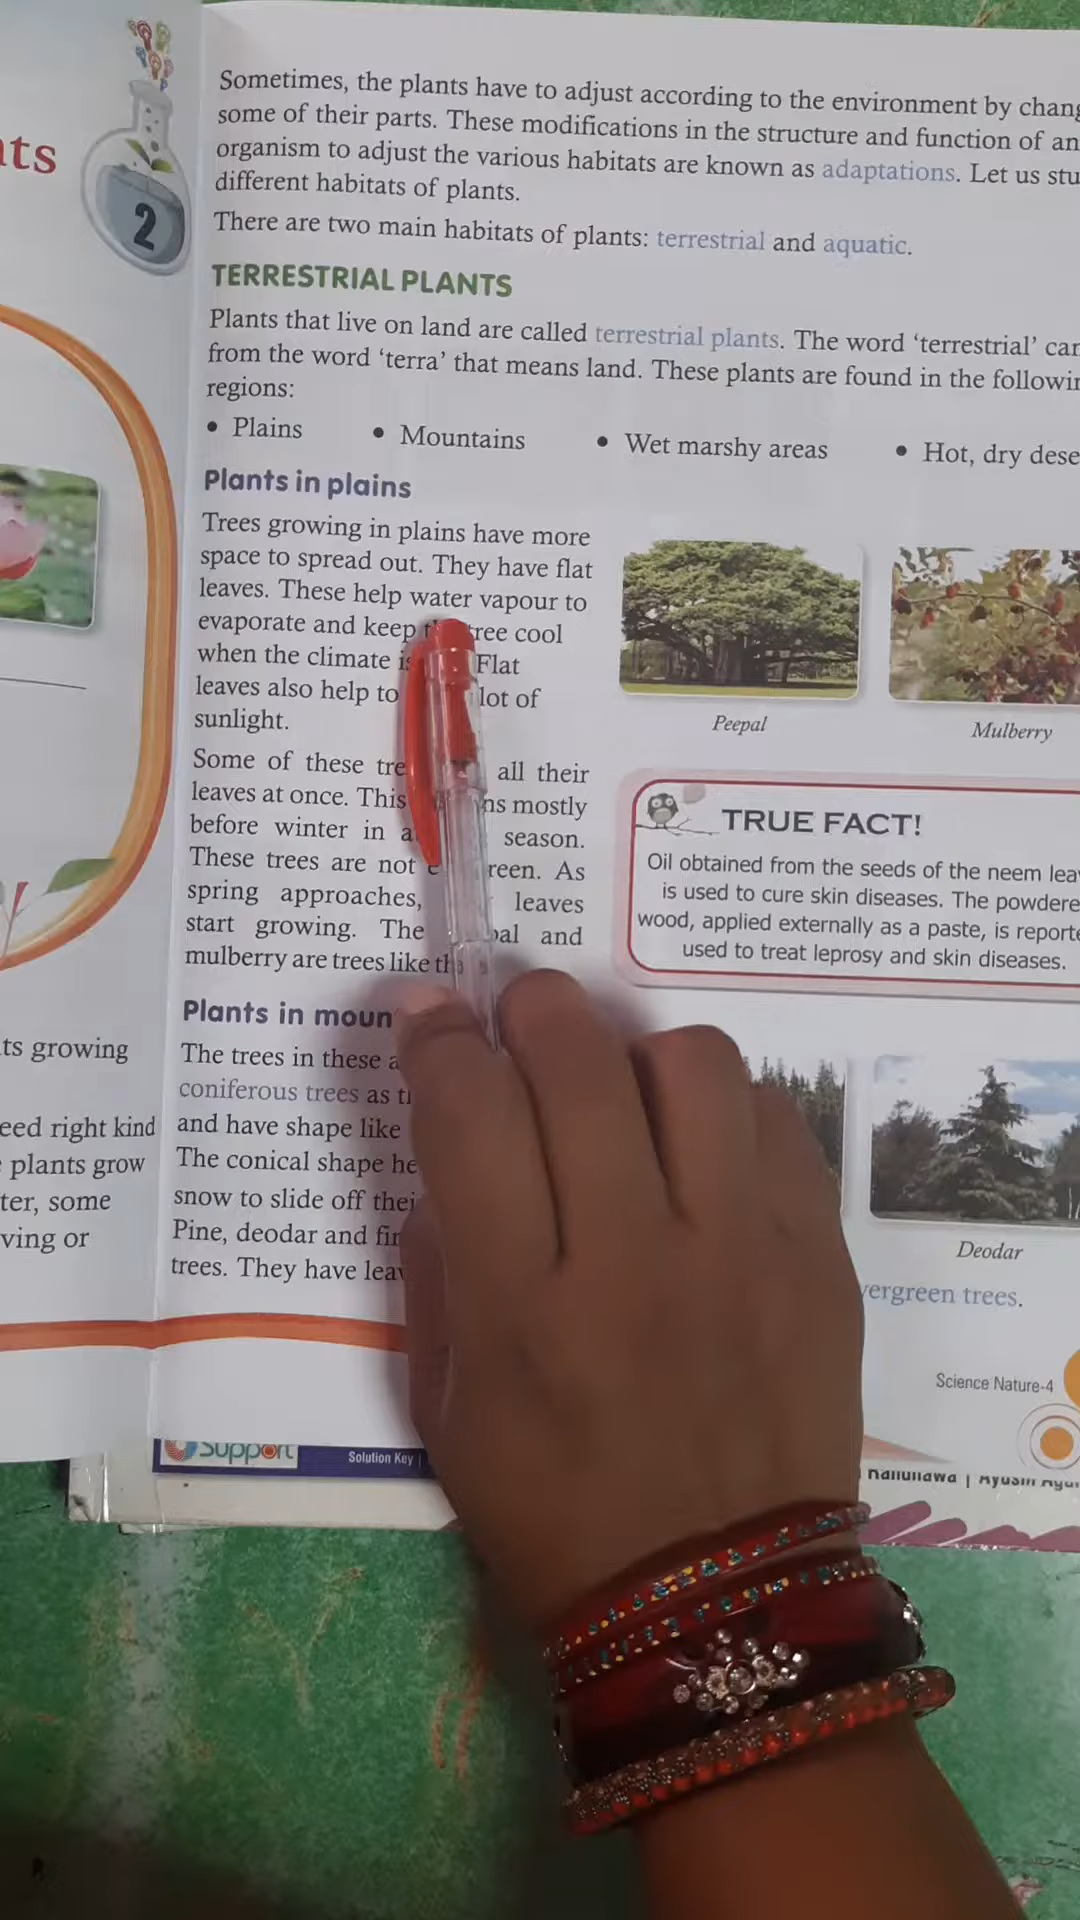 ts
2
ts growing
eed right kind
plants grow
ter, some
ving or
Sometimes, the plants have to adjust according to the environment by chang
some of their parts. These modifications in the structure and function of an
organism to adjust the various habitats are known as adaptations. Let us stu
different habitats of plants.
There are two main habitats of plants: terrestrial and aquatic.
TERRESTRIAL PLANTS
Plants that live on land are called terrestrial plants. The word ‘terrestrial’ cam
from the word ‘terra’ that means land. These plants are found in the followin
regions:
• Plains • Mountains • Wet marshy areas • Hot, dry dese
Plants in plains
Trees growing in plains have more
space to spread out. They have flat
leaves. These help water vapour to
evaporate and keep tree cool
when the climate Flat
leaves also help to lot of
sunlight.
Some of these all their
leaves at once. This mostly
before winter in season.
These trees are not As
spring approaches, leaves
start growing. The and
mulberry are trees like
Peepal
Mulberry
TRUE FACT!
Oil obtained from the seeds of the neem lea
is used to cure skin diseases. The powdere
wood, applied externally as a paste, is reporte
used to treat leprosy and skin diseases.
Plants in moun
The trees in these
coniferous trees as
and have shape like
The conical shape he
snow to slide off thei
Pine, deodar and fir
trees. They have lea
Deodar
vergreen trees.
Science Nature-4
Support
Solution Key |